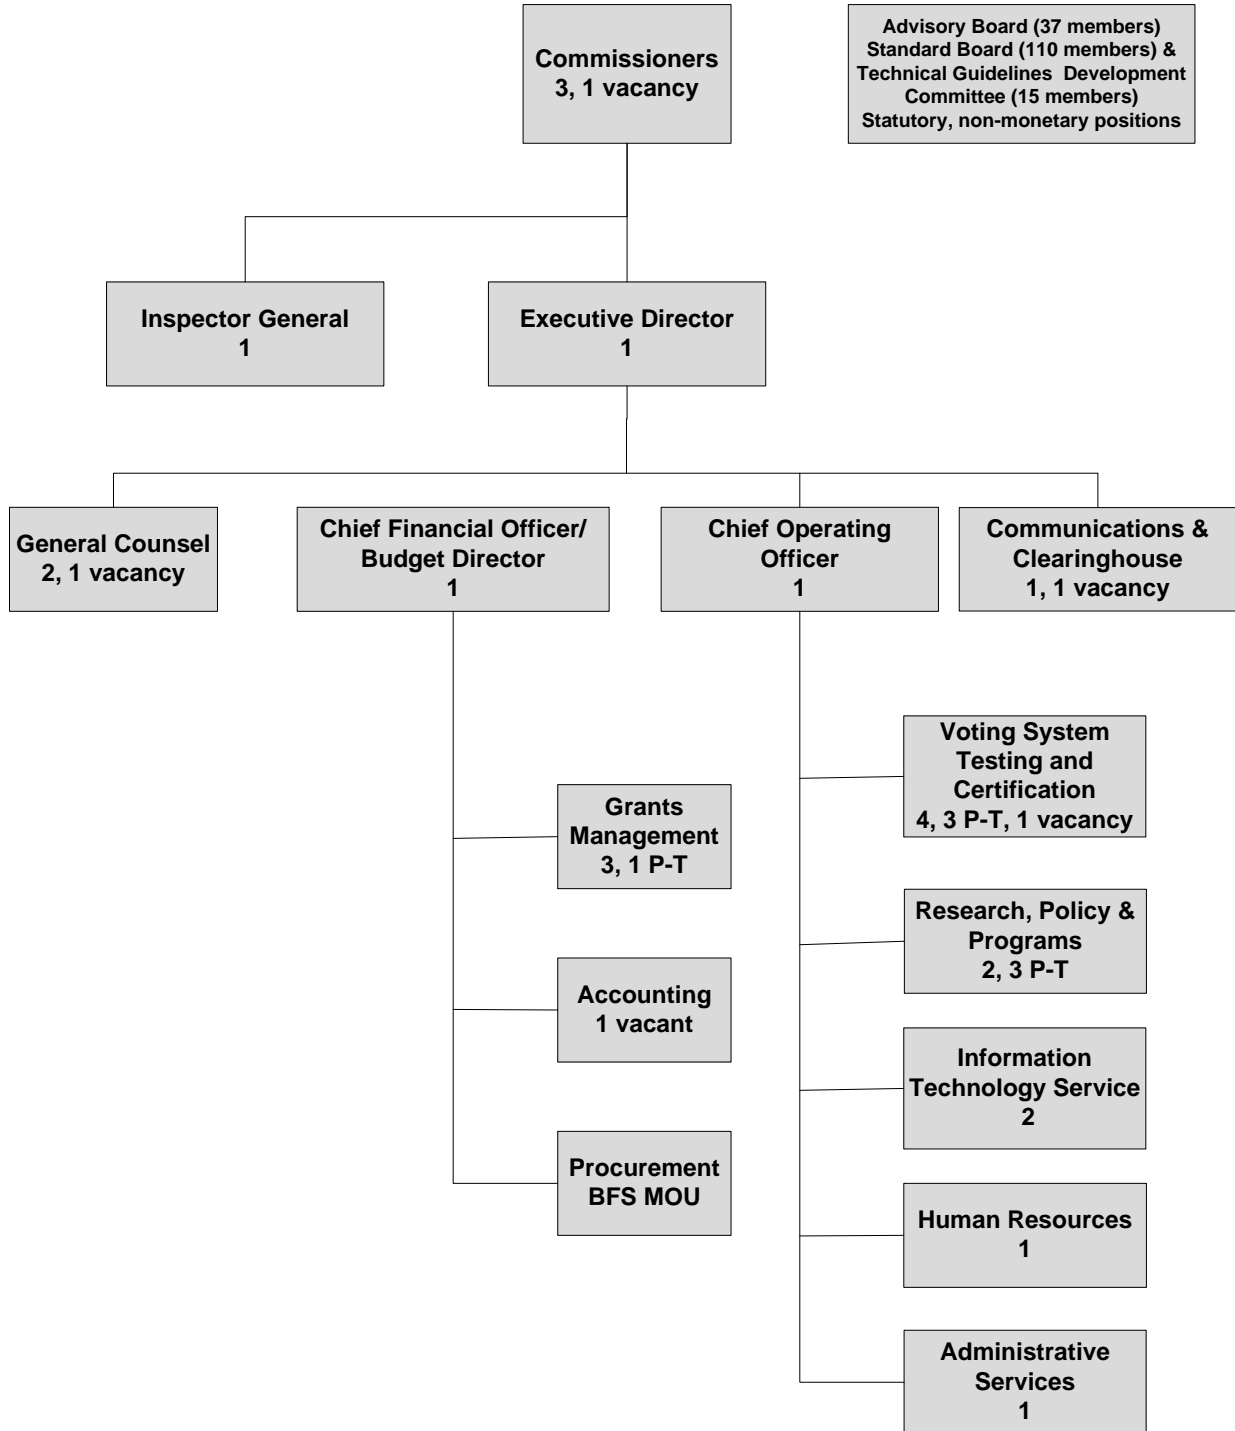 Commissioners
3, 1 vacancy
Advisory Board (37 members)
Standard Board (110 members) &
Technical Guidelines Development
Committee (15 members)
Statutory, non-monetary positions
Inspector General
1
Executive Director
1
General Counsel
2, 1 vacancy
Chief Financial Officer/
Budget Director
1
Chief Operating
Officer
1
Communications &
Clearinghouse
1, 1 vacancy
Grants
Management
3, 1 P-T
Accounting
1 vacant
Procurement
BFS MOU
Voting System
Testing and
Certification
4, 3 P-T, 1 vacancy
Research, Policy &
Programs
2, 3 P-T
Information
Technology Service
2
Human Resources
1
Administrative
Services
1